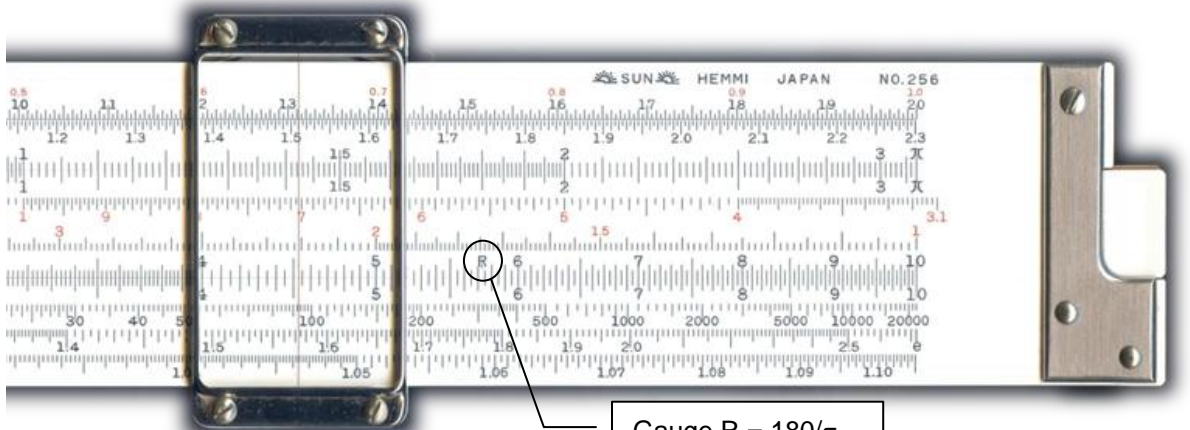 SUN HEMMI JAPAN NO.256
0.5 6 0.7 0.8 0.9 1.0
10 11 2 13 14 15 16 17 18 19 20
1.2 1.3 1.4 1.5 1.6 1.7 1.8 1.9 2.0 2.1 2.2 2.3
1 1.5 2 3 π
1 1.5 2 3 π
1 9 7 6 5 4 3.1
3 2 1.5 1
4 5 R 6 7 8 9 10
4 5 6 7 8 9 10
30 40 50 100 200 500 1000 2000 5000 10000 20000
1.4 1.5 1.6 1.7 1.8 1.9 2.0 2.5 e
1.05 1.06 1.07 1.08 1.09 1.10
Gauge R = 180/π